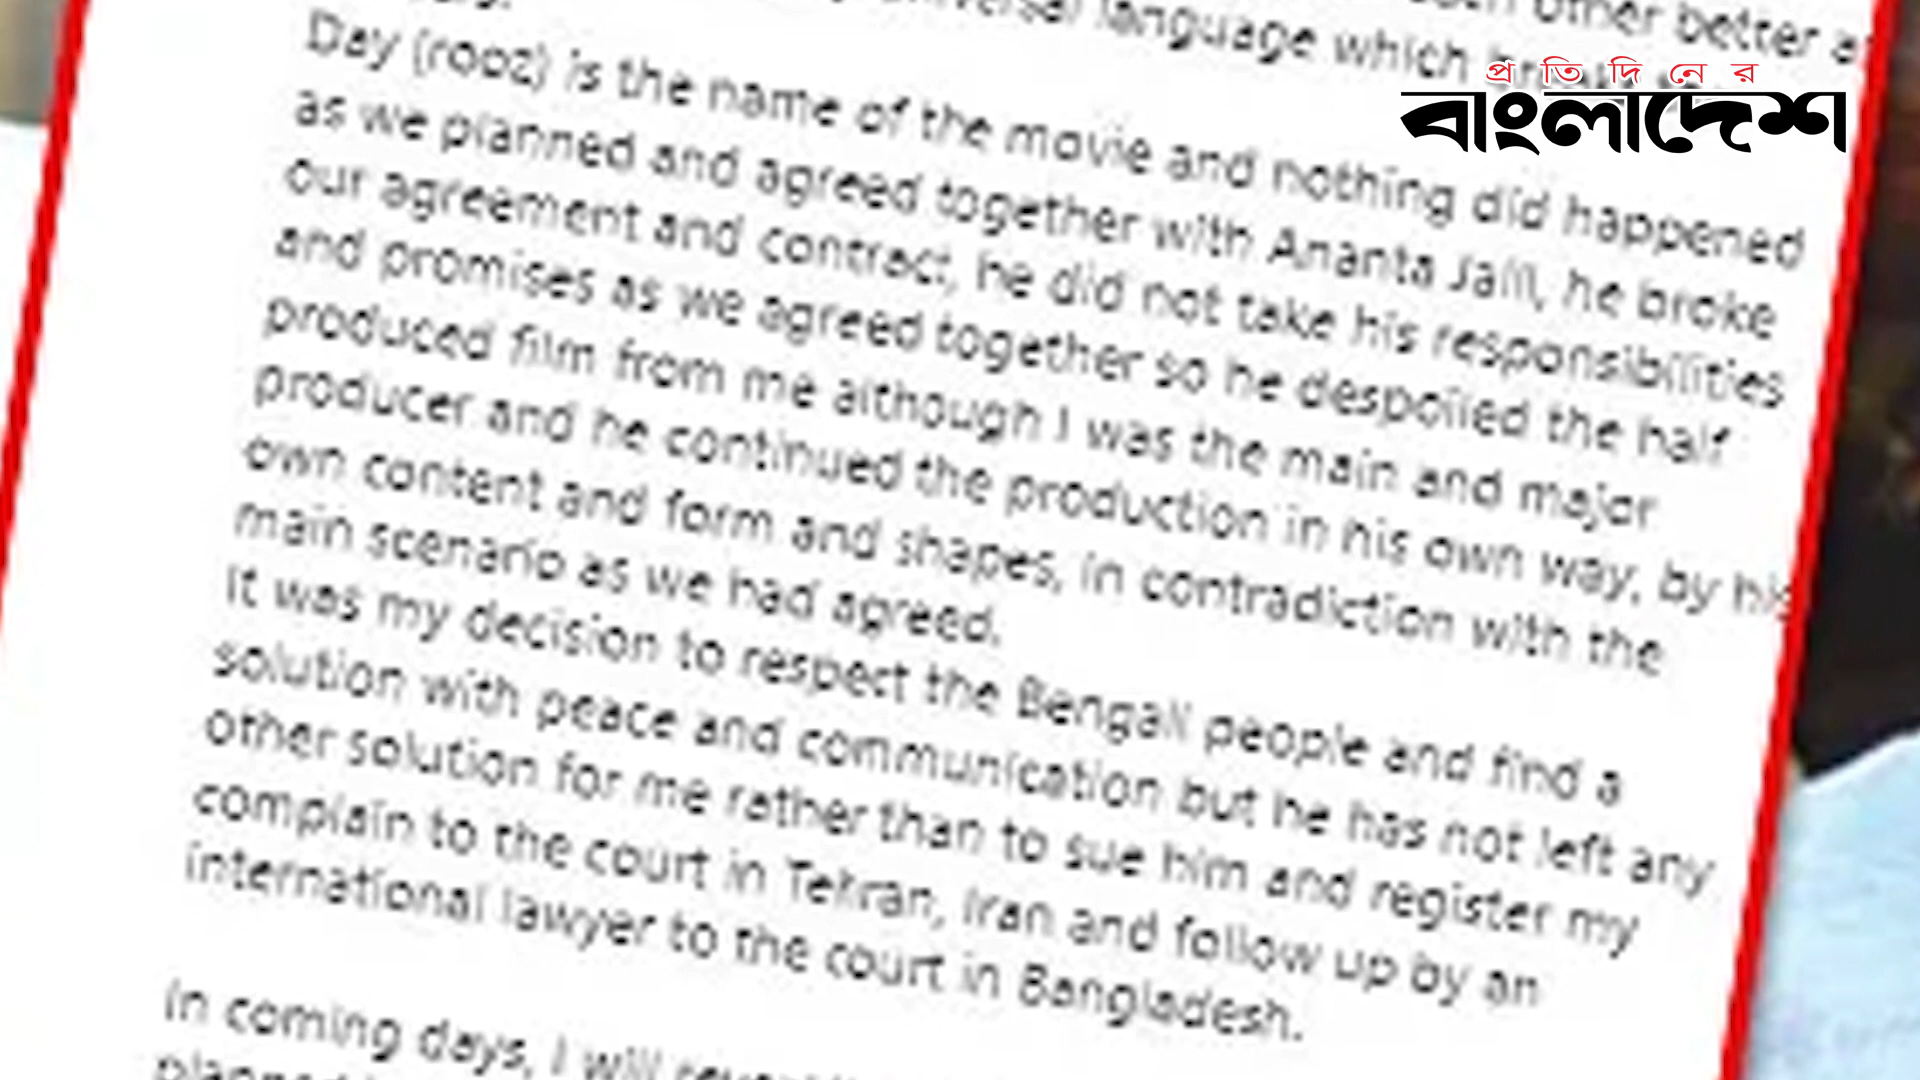 other better a
universal language which
প্রতিদিনের
বাংলাদেশ
Day (rooz) is the name of the movie and nothing did happened
as we planned and agreed together with Ananta Jalil, he broke
our agreement and contract, he did not take his responsibilities
and promises as we agreed together so he despoiled the half
produced film from me although I was the main and major
producer and he continued the production in his own way, by his
own content and form and shapes, in contradiction with the
main scenario as we had agreed.
It was my decision to respect the Bengali people and find a
solution with peace and communication but he has not left any
other solution for me rather than to sue him and register my
complain to the court in Tehran, Iran and follow up by an
international lawyer to the court in Bangladesh.
In coming days, I will